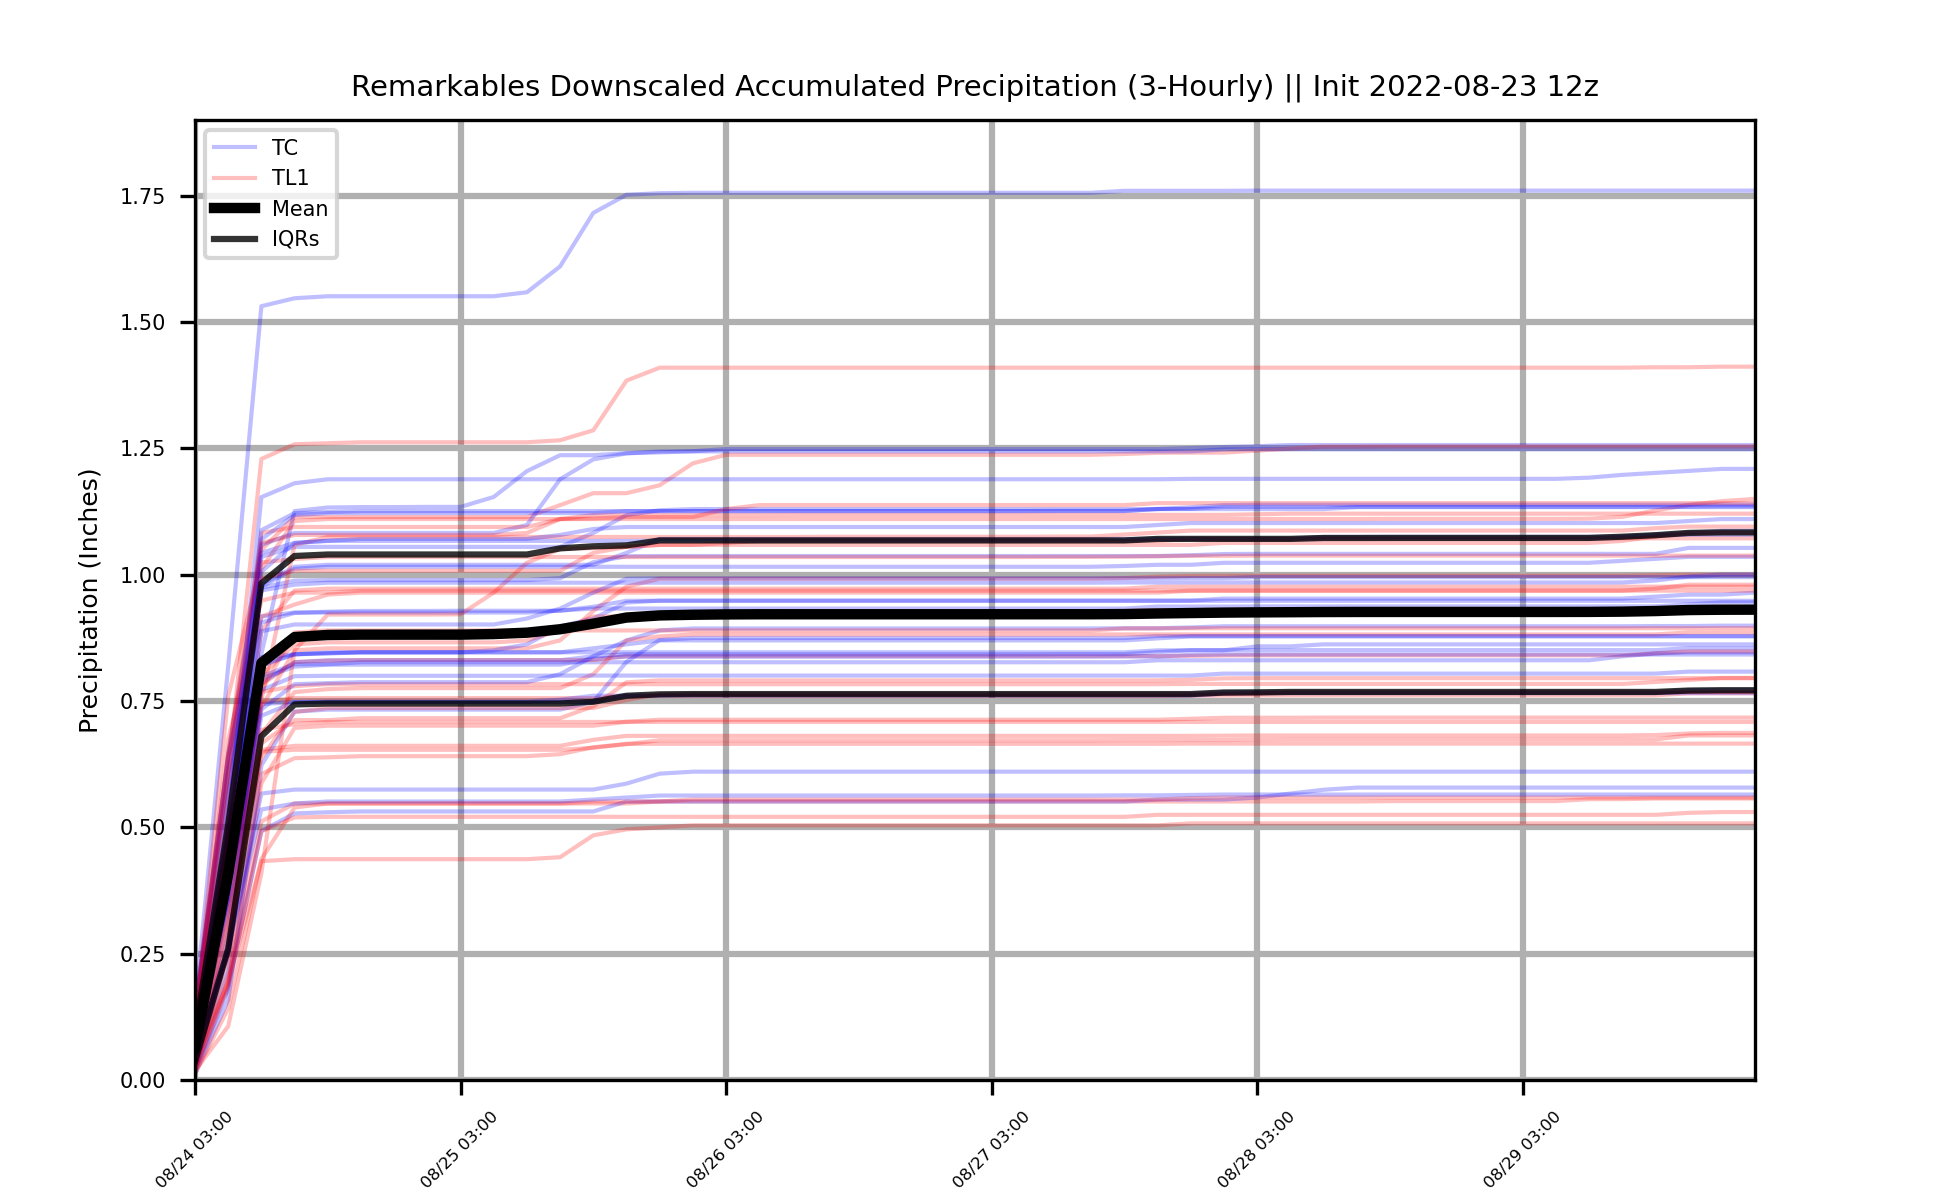 Remarkables Downscaled Accumulated Precipitation (3-Hourly) || Init 2022-08-23 12z
TC
TL1
Mean
IQRs
Precipitation (Inches)
1.75
1.50
1.25
1.00
0.75
0.50
0.25
0.00
08/24 03:00
08/25 03:00
08/26 03:00
08/27 03:00
08/28 03:00
08/29 03:00